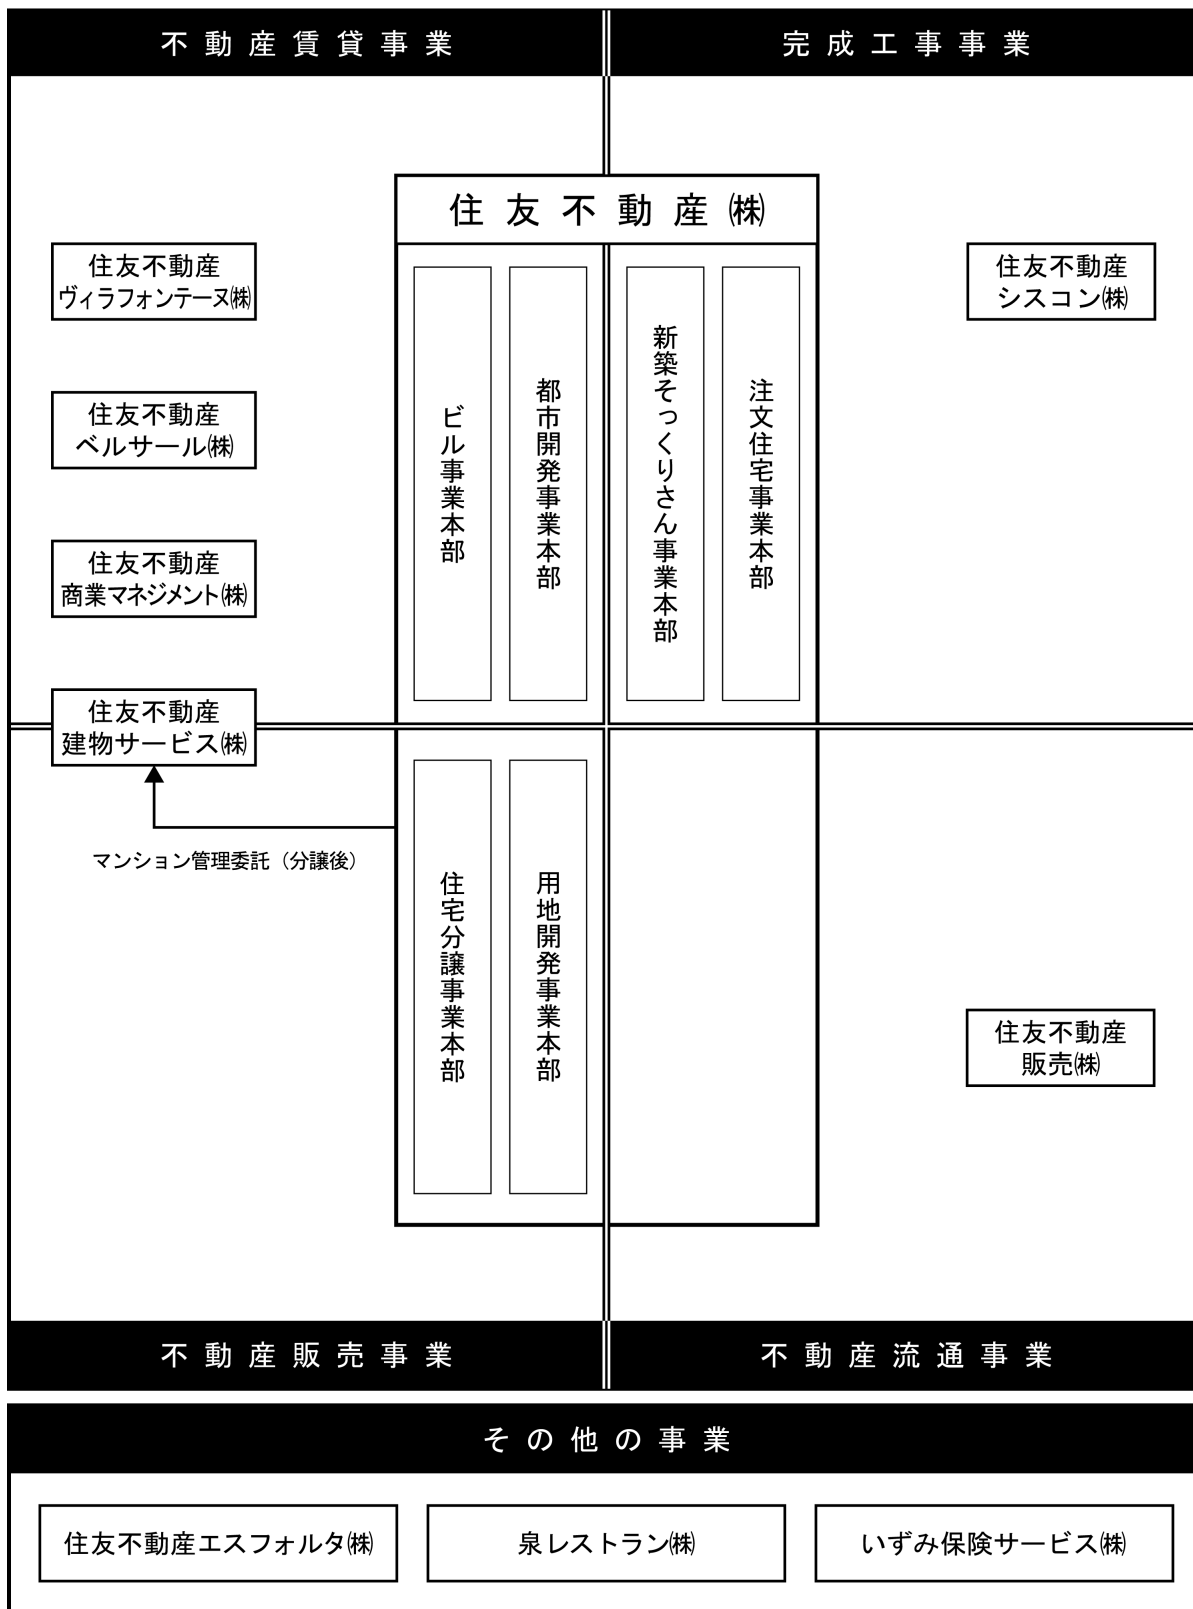 不動産賃貸事業
完成工事事業
住友不動産㈱
住友不動産
ヴィラフォンテーヌ㈱
住友不動産
ベルサール㈱
住友不動産
商業マネジメント㈱
住友不動産
建物サービス㈱
ビル事業本部
都市開発事業本部
新築そっくりさん事業本部
注文住宅事業本部
住友不動産
シスコン㈱
マンション管理委託（分譲後）
住宅分譲事業本部
用地開発事業本部
住友不動産
販売㈱
不動産販売事業
不動産流通事業
その他の事業
住友不動産エスフォルタ㈱
泉レストラン㈱
いずみ保険サービス㈱